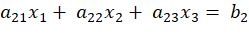 a₂₁x₁ + a₂₂x₂ + a₂₃x₃ = b₂